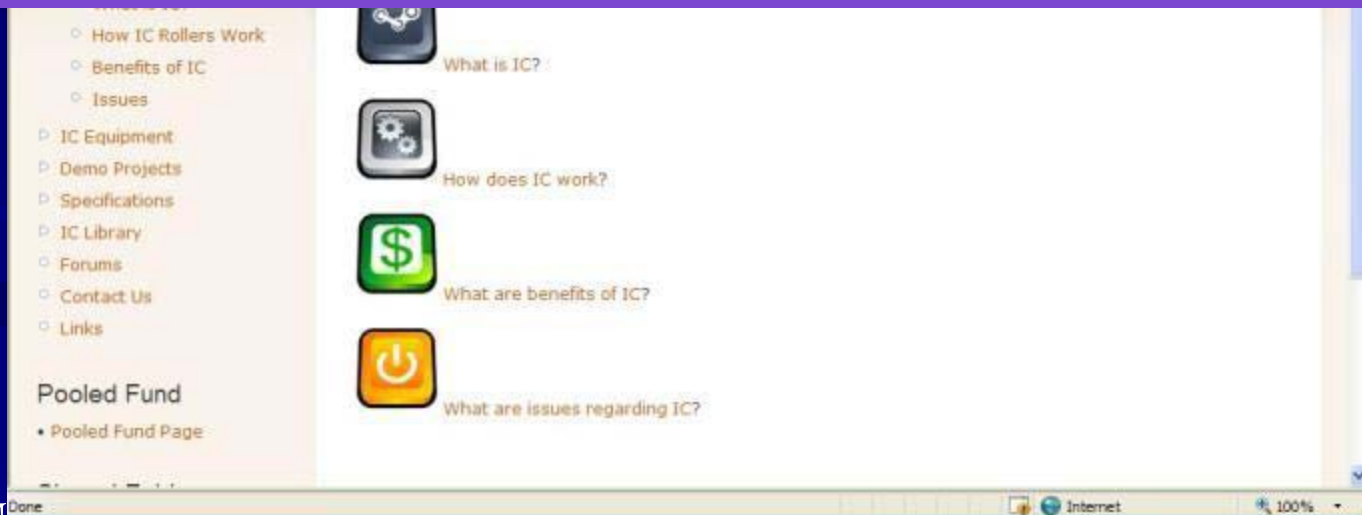 How IC Rollers Work
Benefits of IC
Issues
IC Equipment
Demo Projects
Specifications
IC Library
Forums
Contact Us
Links
Pooled Fund
• Pooled Fund Page
What is IC?
How does IC work?
$
What are benefits of IC?
What are issues regarding IC?
Done
Internet
100%